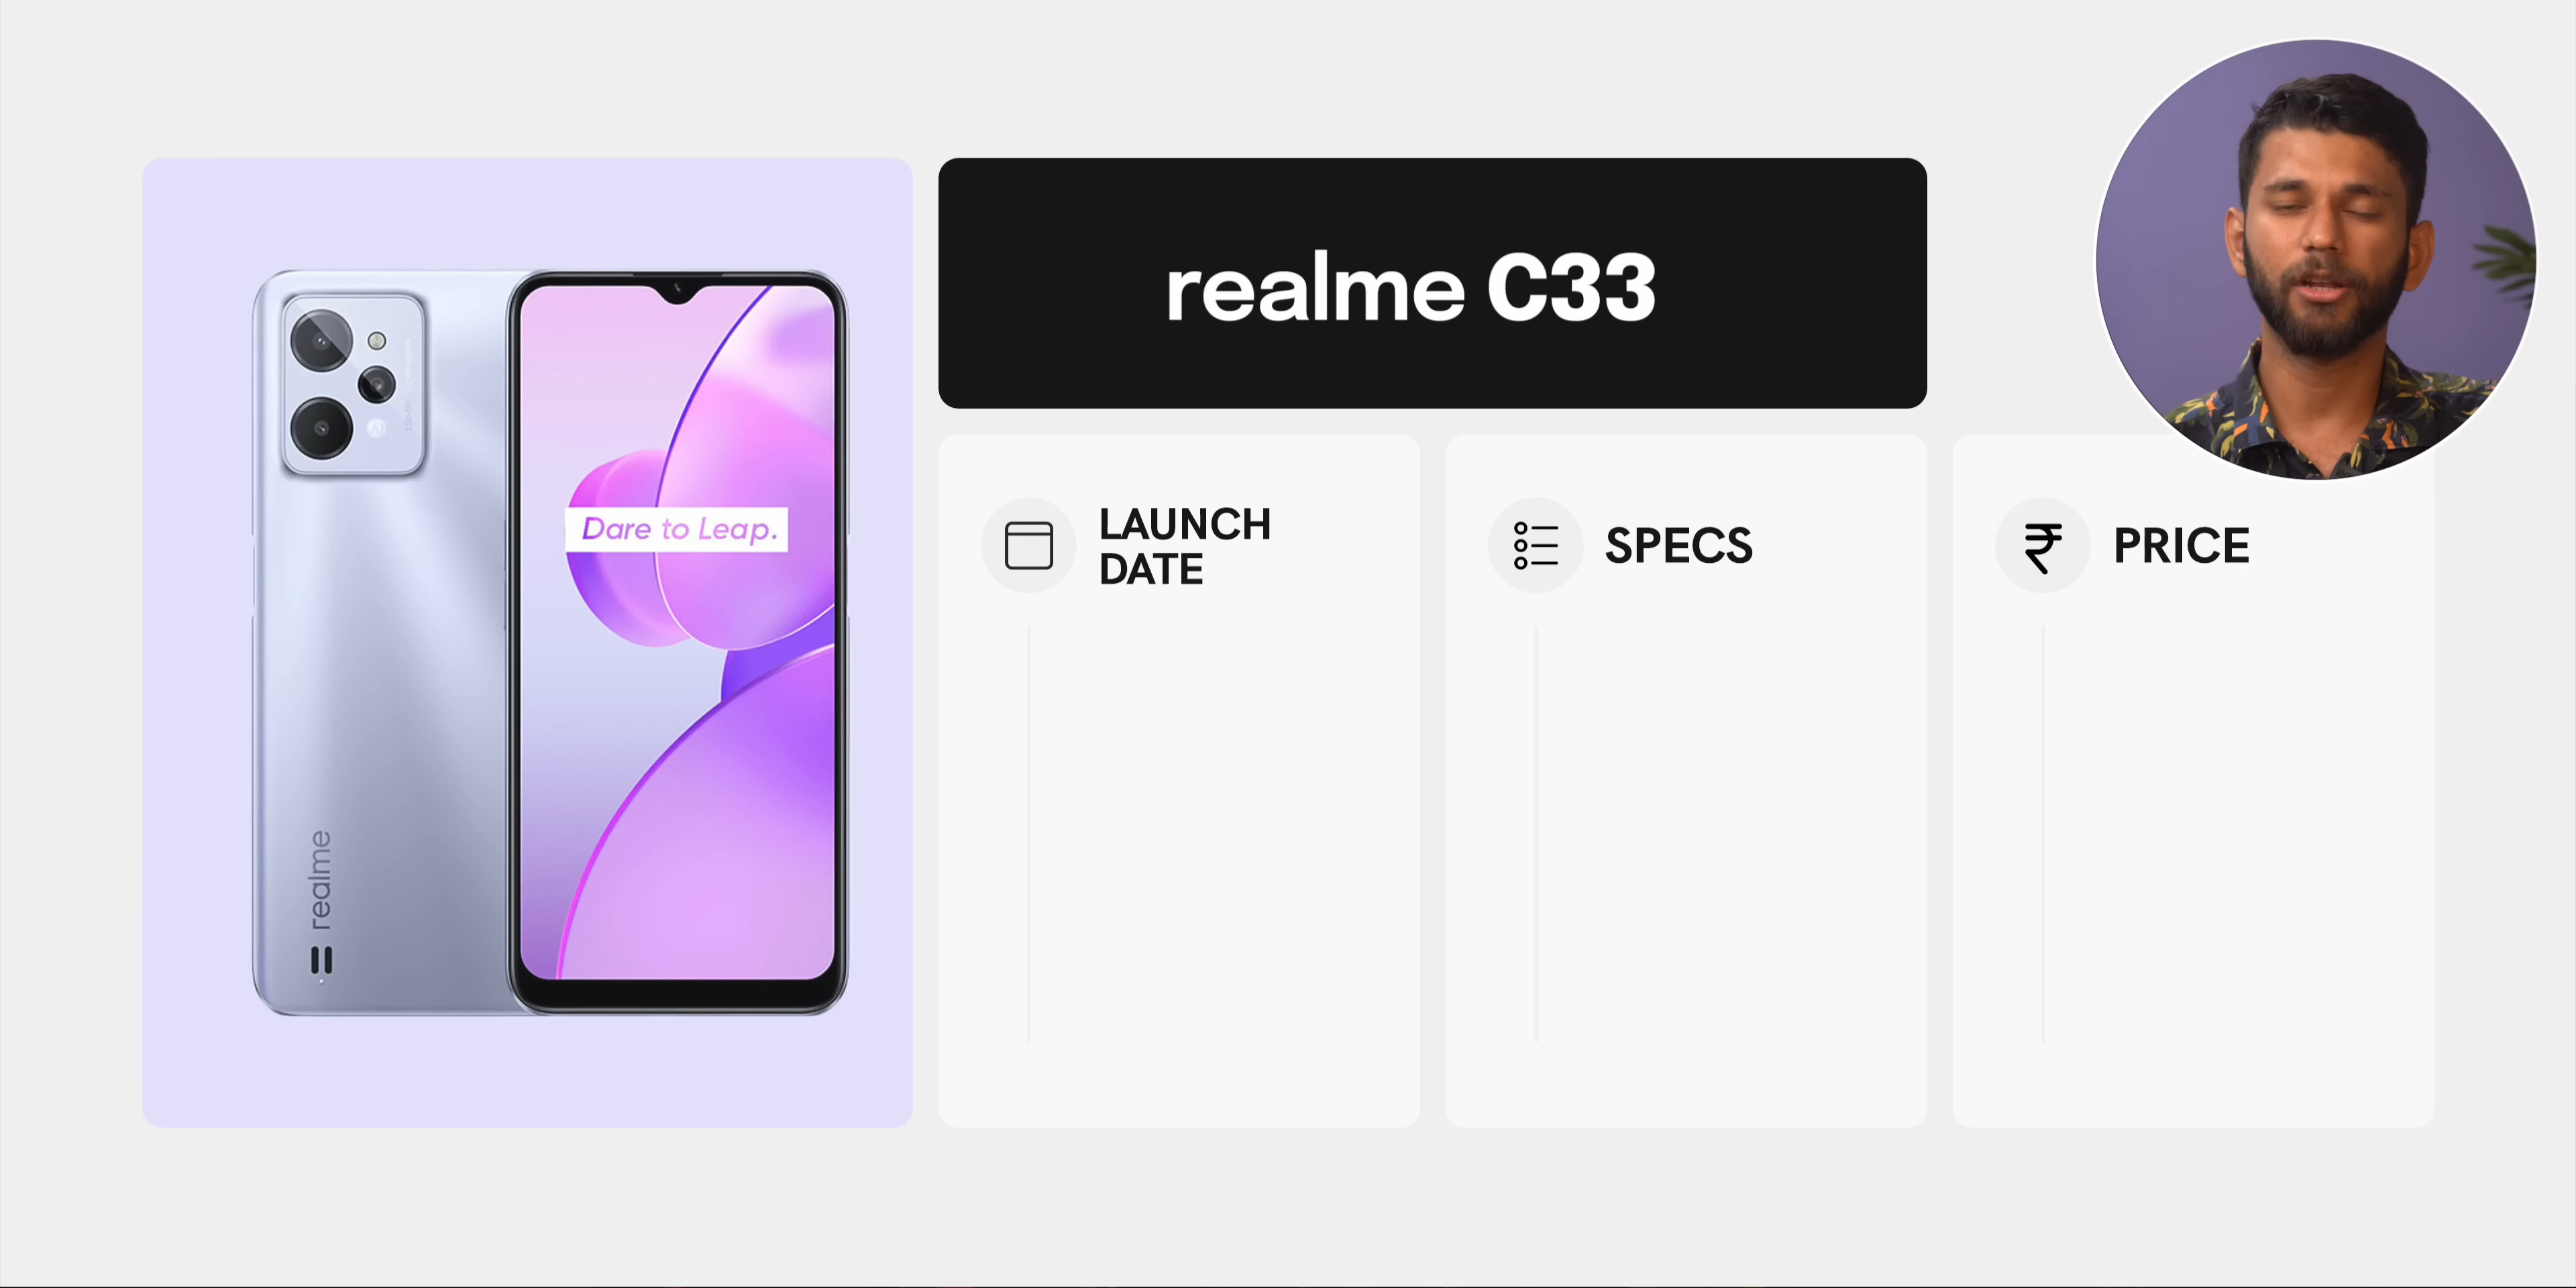 realme C33
Dare to Leap.
realme
LAUNCH
DATE
SPECS
₹ PRICE